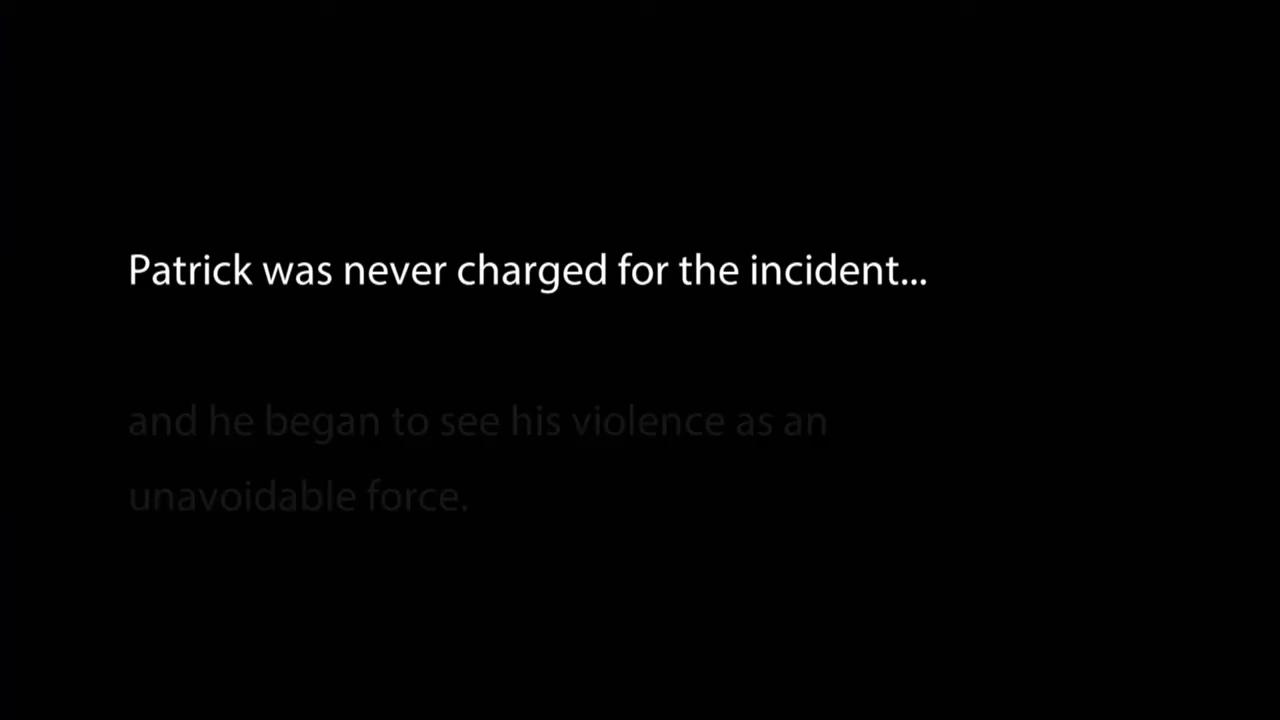 Patrick was never charged for the incident...
and he began to see his violence as an
unavoidable force.